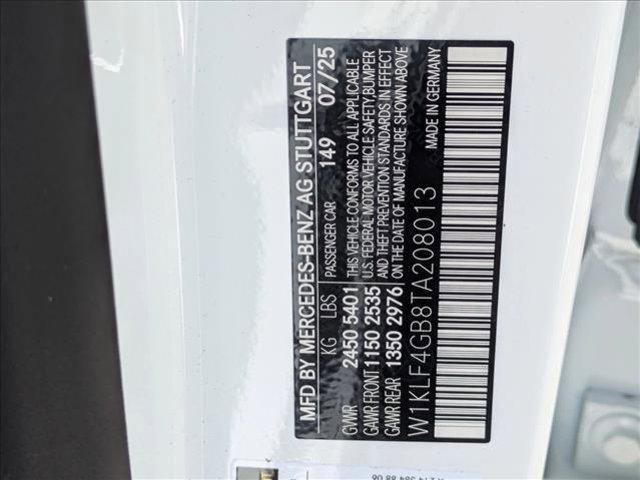 MFD BY MERCEDES-BENZ AG STUTTGART
KG LBS PASSENGER CAR 149 07/25
GVWR 2450 5401 THIS VEHICLE CONFORMS TO ALL APPLICABLE
GAWR FRONT 1150 2535 U.S. FEDERAL MOTOR VEHICLE SAFETY, BUMPER
AND THEFT PREVENTION STANDARDS IN EFFECT
GAWR REAR 1350 2976 ON THE DATE OF MANUFACTURE SHOWN ABOVE
W1KLF4GB8TA208013 MADE IN GERMANY